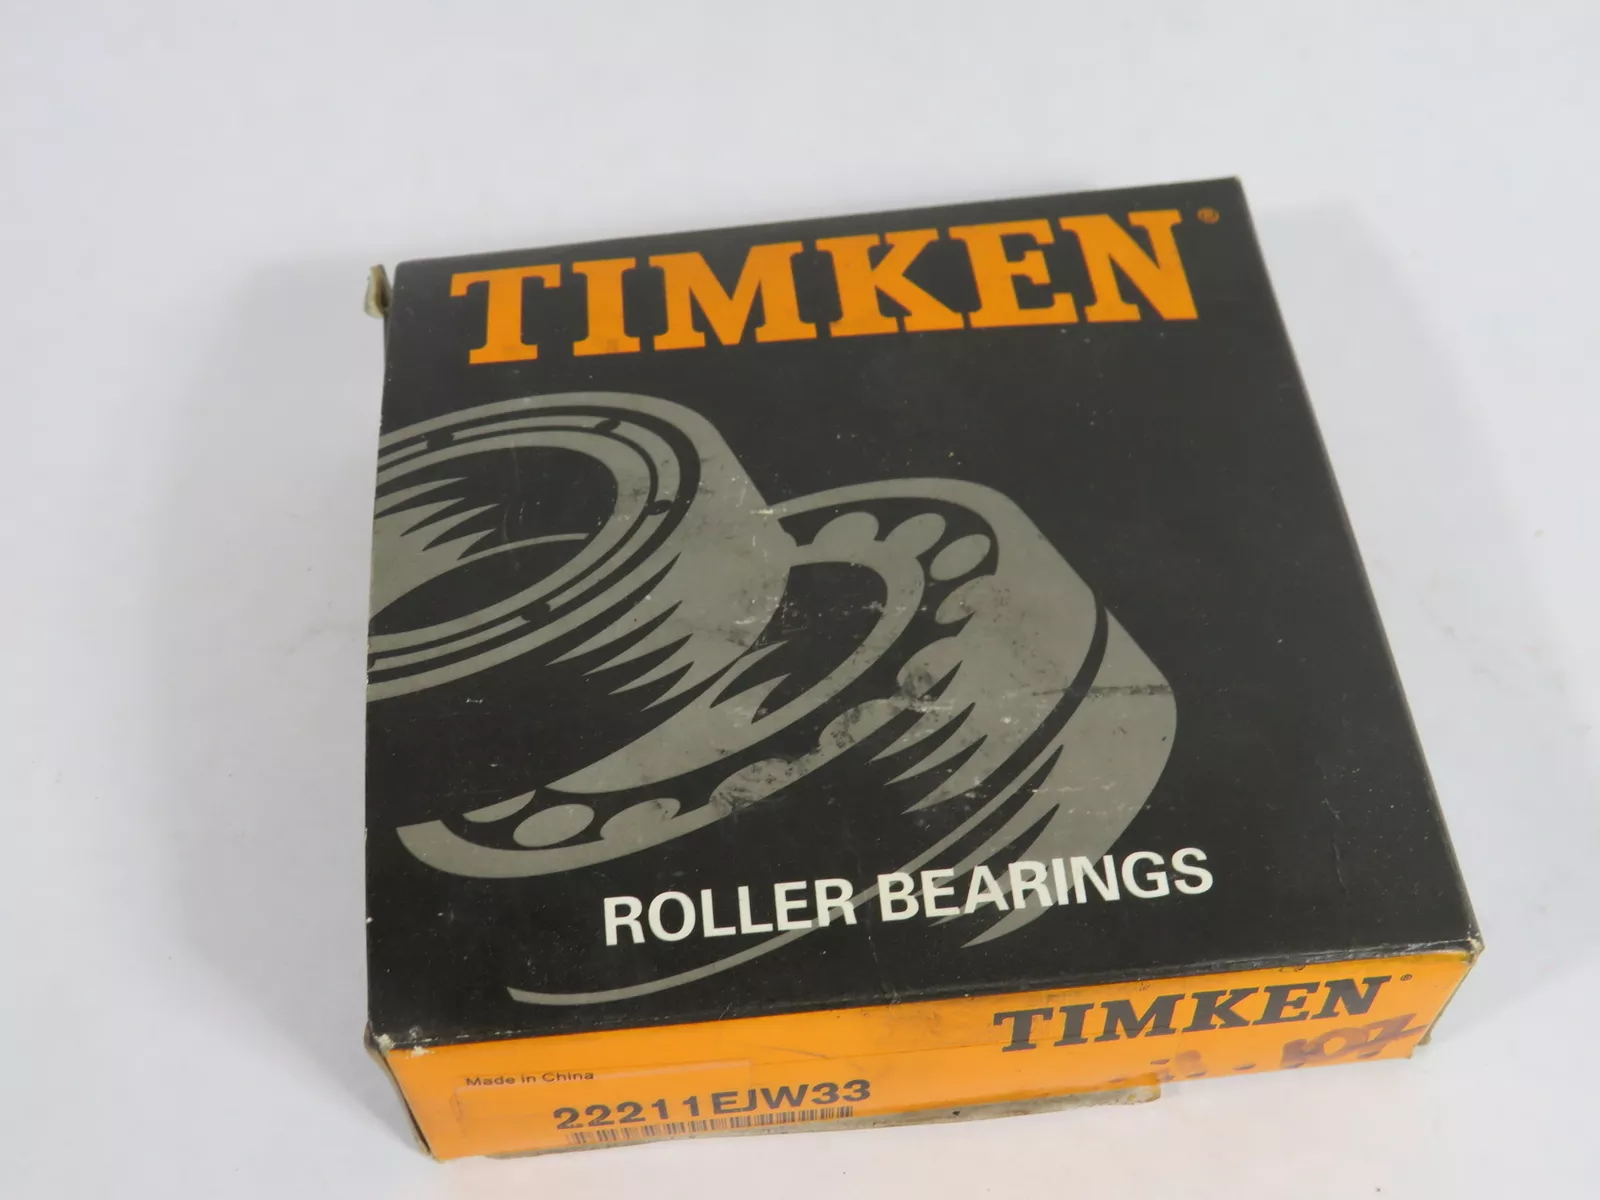 TIMKEN®
ROLLER BEARINGS
TIMKEN®
Made in China
22211EJW33